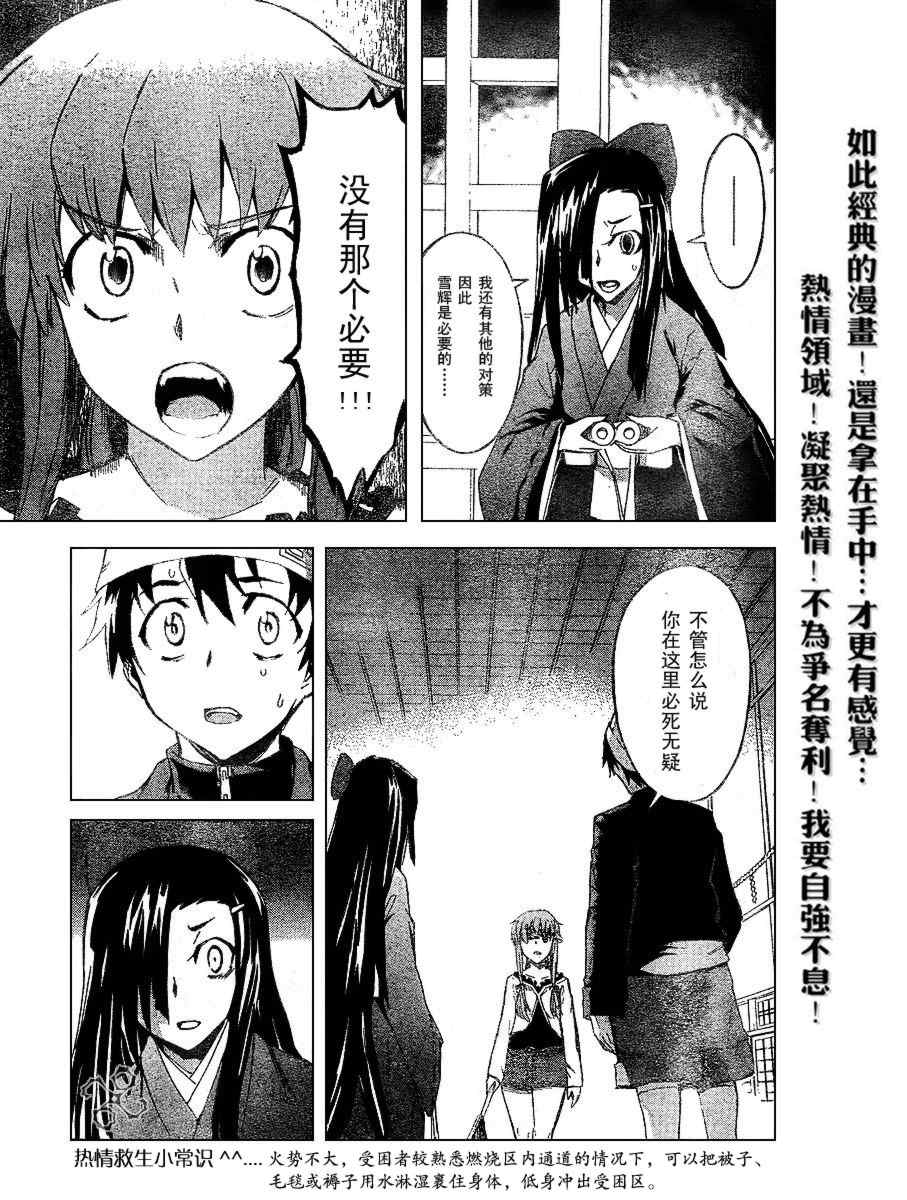 我还有其他的对策
因此
雪辉是必要的……
没有那个必要!!!
不管怎么说
你在这里必死无疑
如此經典的漫畫！還是拿在手中…才更有感覺…
熱情領域！凝聚熱情！不為爭名奪利！我要自強不息！
热情救生小常识 ^^.... 火势不大，受困者较熟悉燃烧区内通道的情况下，可以把被子、
毛毯或褥子用水淋湿裹住身体，低身冲出受困区。